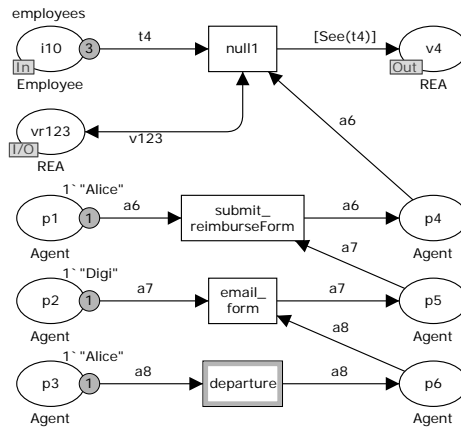 employees
i10
3
t4
null1
[See(t4)]
v4
In
Out
Employee
REA
vr123
I/O
v123
REA
a6
1`"Alice"
p1
1
a6
submit_
reimburseForm
a6
p4
Agent
Agent
a7
1`"Digi"
p2
1
a7
email_
form
a7
p5
Agent
Agent
a8
1`"Alice"
p3
1
a8
departure
a8
p6
Agent
Agent